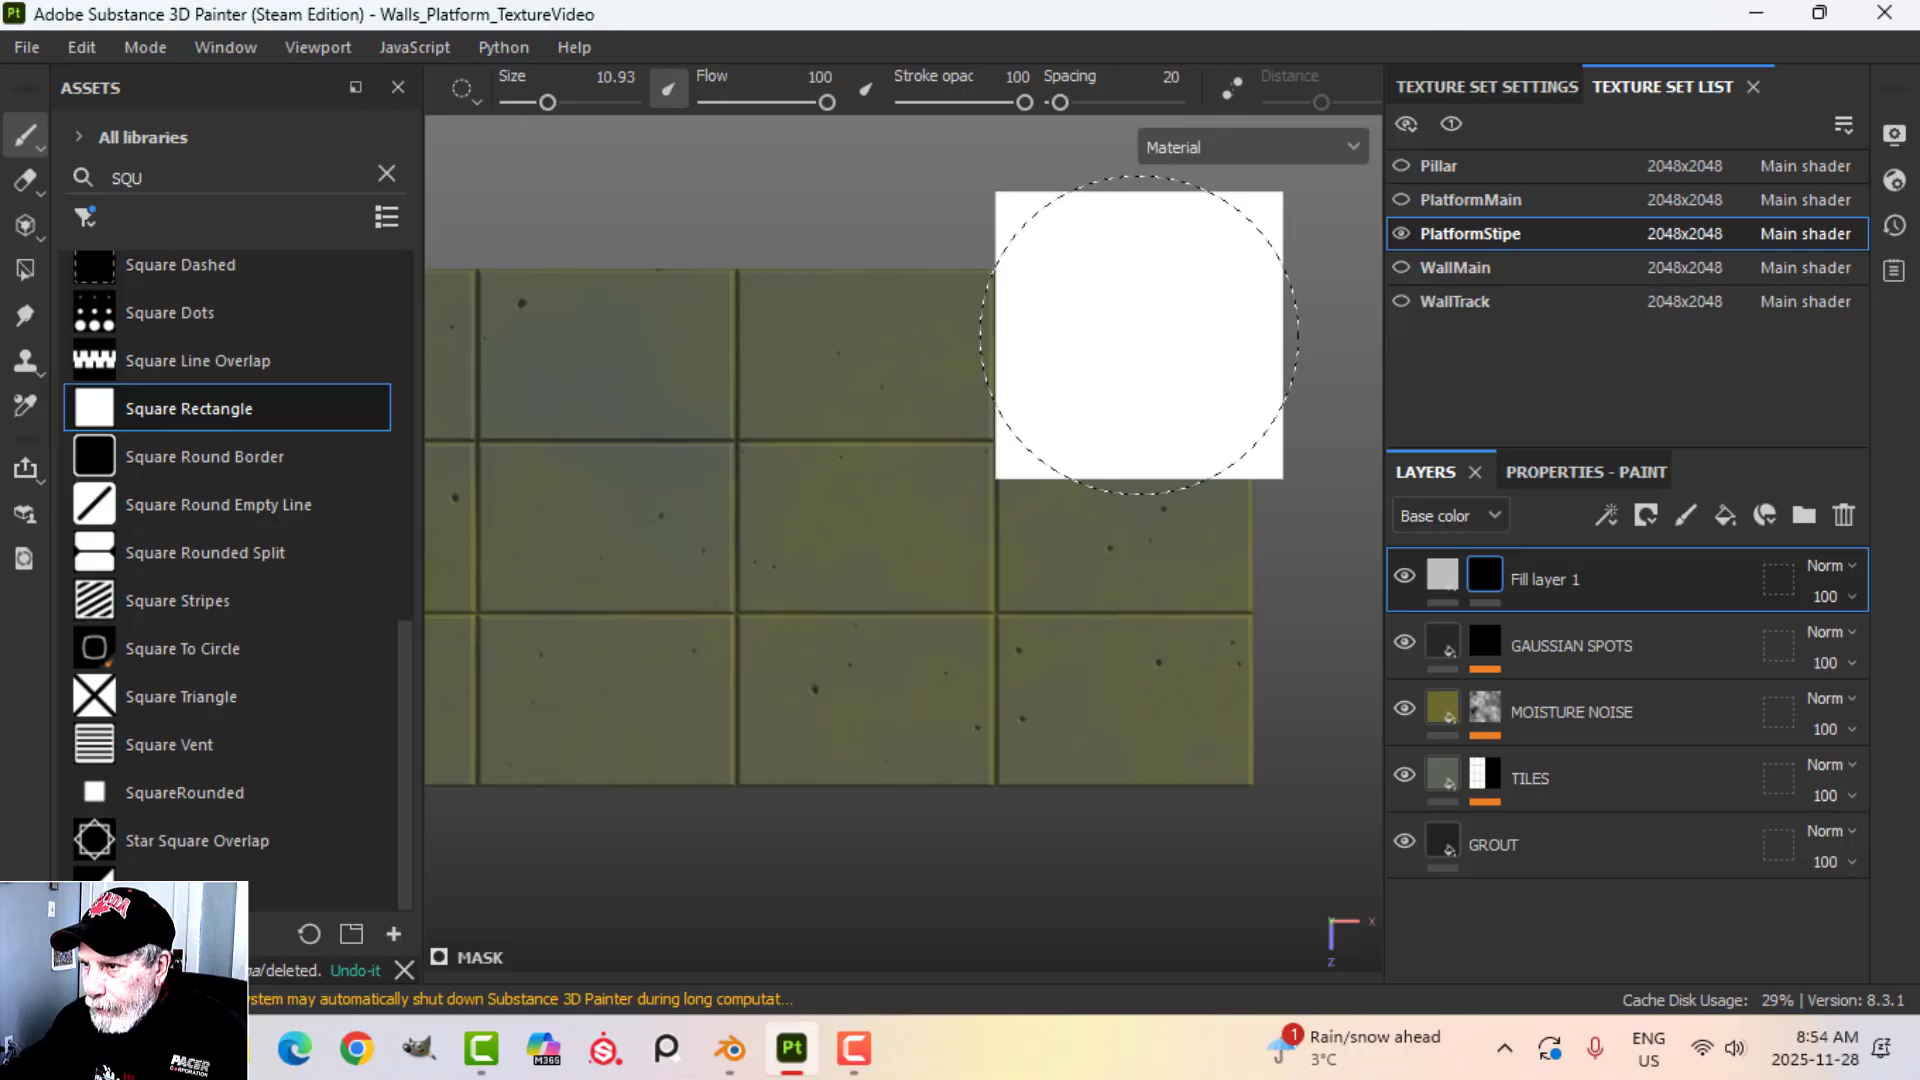 Adobe Substance 3D Painter (Steam Edition) - Walls_Platform_TextureVideo
File Edit Mode Window Viewport JavaScript Python Help
ASSETS
All libraries
SQU
Square Dashed
Square Dots
Square Line Overlap
Square Rectangle
Square Round Border
Square Round Empty Line
Square Rounded Split
Square Stripes
Square To Circle
Square Triangle
Square Vent
SquareRounded
Star Square Overlap
Size 10.93
Flow 100
Stroke opac 100
Spacing 20
Distance
Material
MASK
X
Z
TEXTURE SET SETTINGS TEXTURE SET LIST
Pillar 2048x2048 Main shader
PlatformMain 2048x2048 Main shader
PlatformStipe 2048x2048 Main shader
WallMain 2048x2048 Main shader
WallTrack 2048x2048 Main shader
LAYERS PROPERTIES - PAINT
Base color
Fill layer 1 Norm 100
GAUSSIAN SPOTS Norm 100
MOISTURE NOISE Norm 100
TILES Norm 100
GROUT Norm 100
/deleted. Undo-it
stem may automatically shut down Substance 3D Painter during long computat...
Cache Disk Usage: 29% | Version: 8.3.1
PACER
CORPORATION
M365
Pt
1
Rain/snow ahead
3°C
ENG
US
8:54 AM
2025-11-28